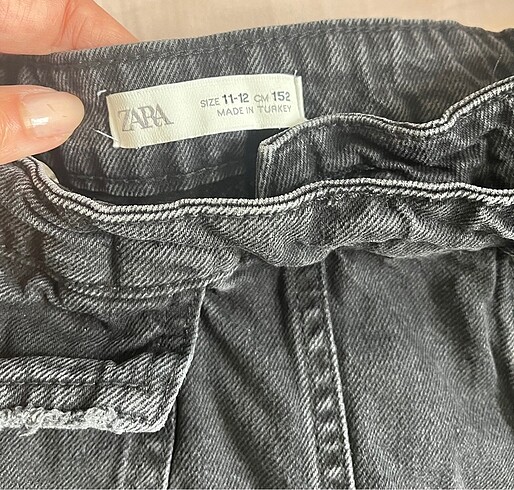 ZARA
SIZE 11-12 CM 152
MADE IN TURKEY